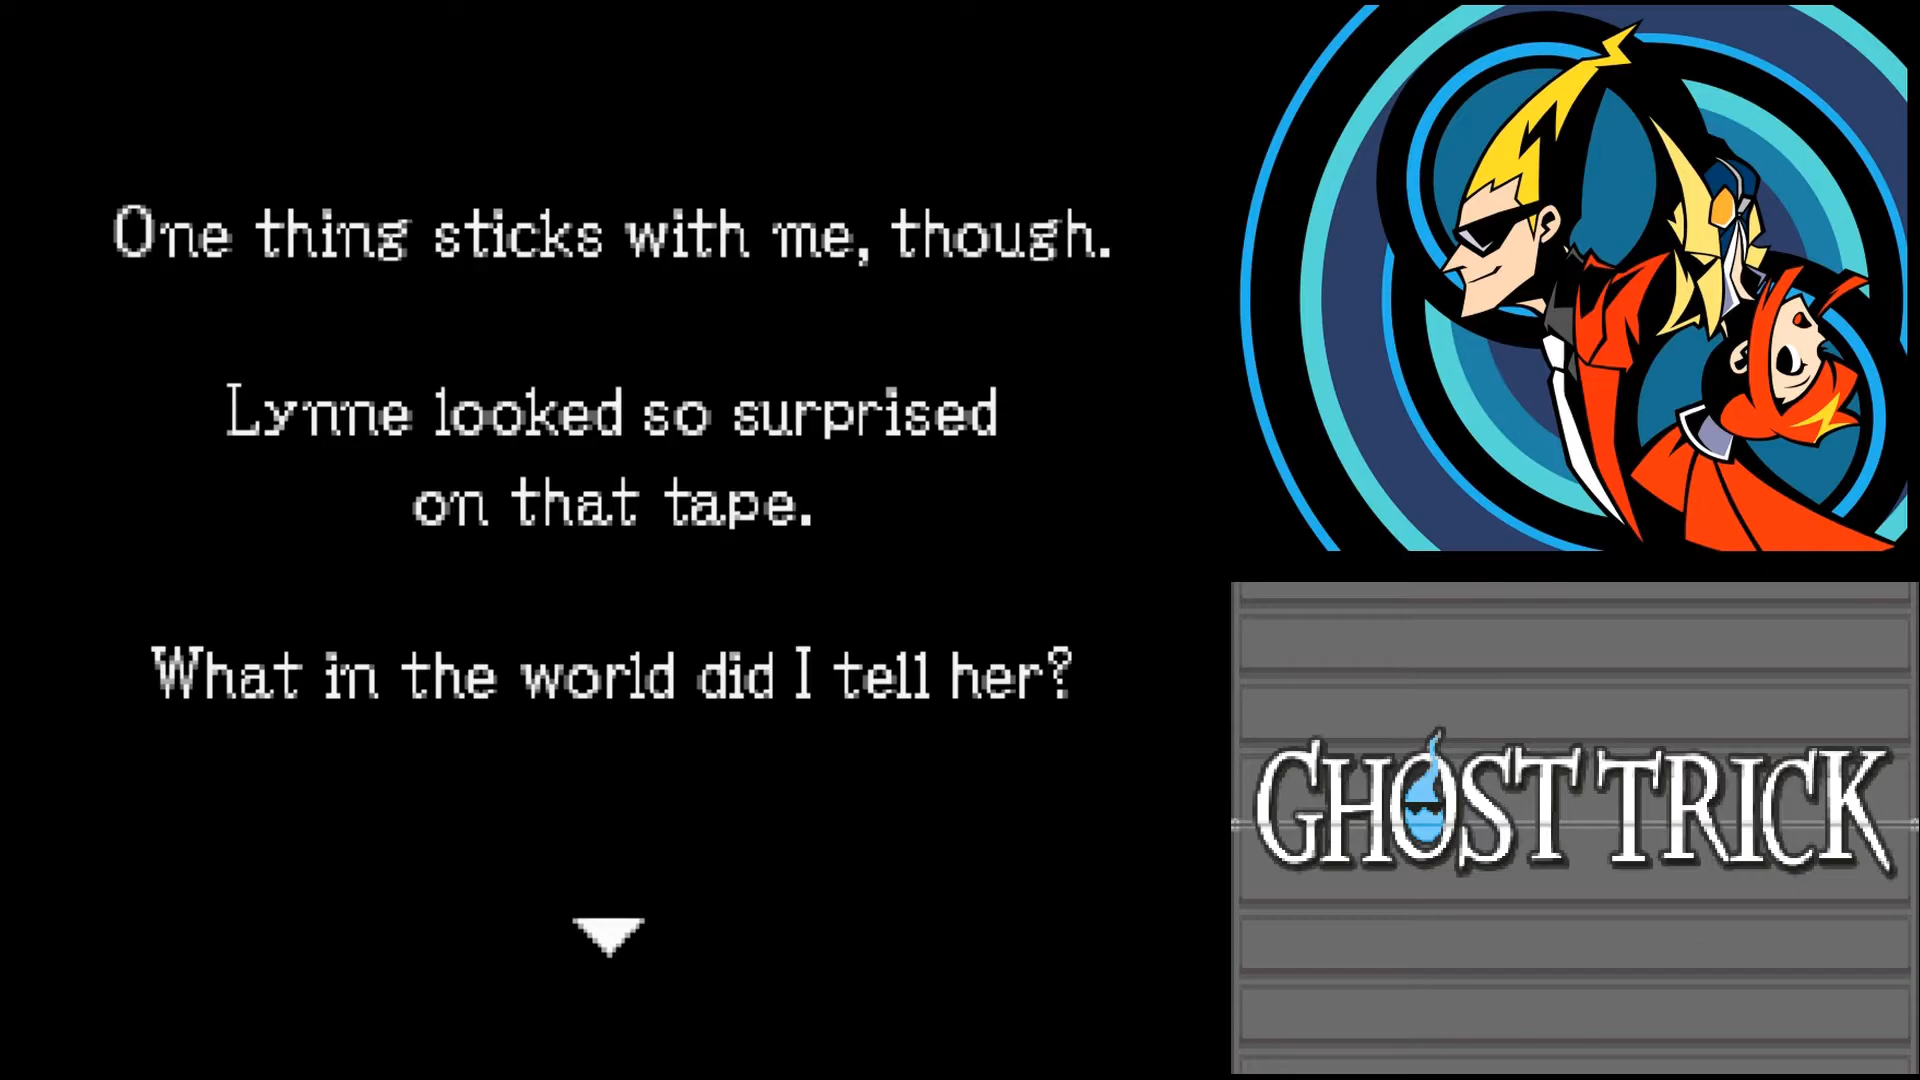 One thing sticks with me, though.
Lynne looked so surprised
on that tape.
What in the world did I tell her?
GHOST TRICK